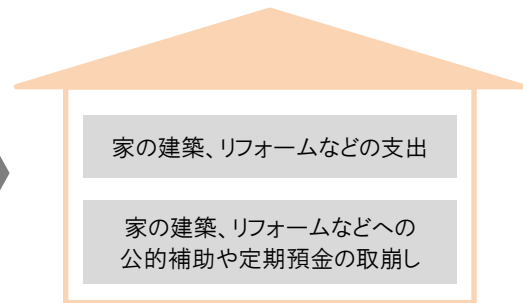 家の建築、リフォームなどの支出
家の建築、リフォームなどへの
公的補助や定期預金の取崩し